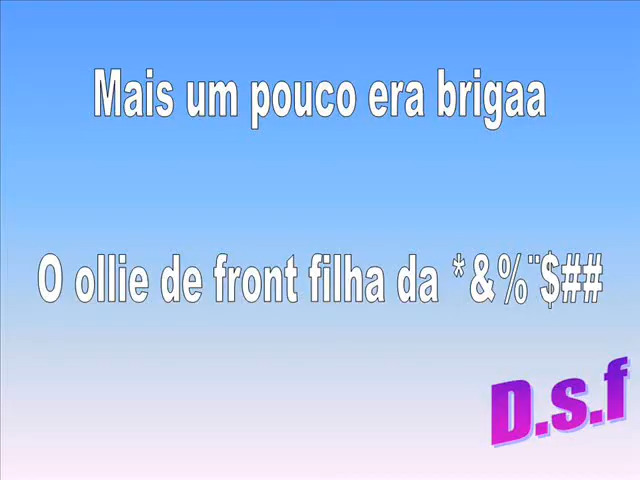 Mais um pouco era brigaa
O ollie de front filha da *&%¨$##
D.s.f